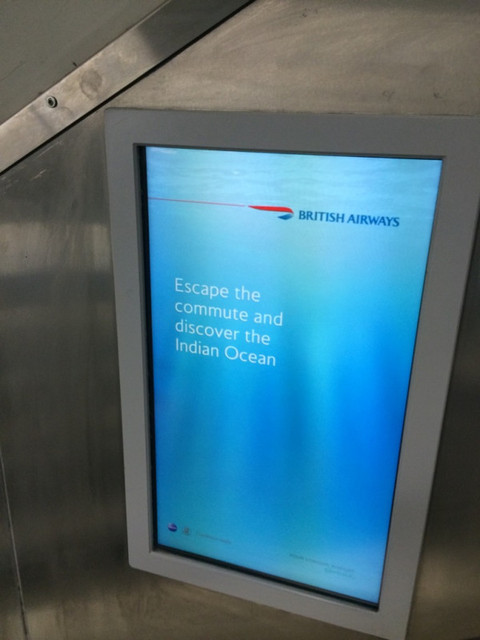 BRITISH AIRWAYS
Escape the
commute and
discover the
Indian Ocean